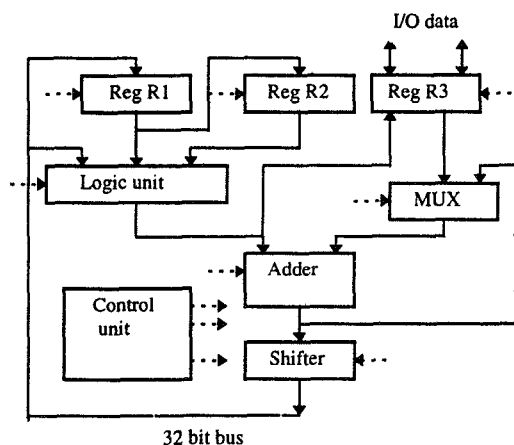 I/O data
Reg R1
Reg R2
Reg R3
Logic unit
MUX
Adder
Control
unit
Shifter
32 bit bus